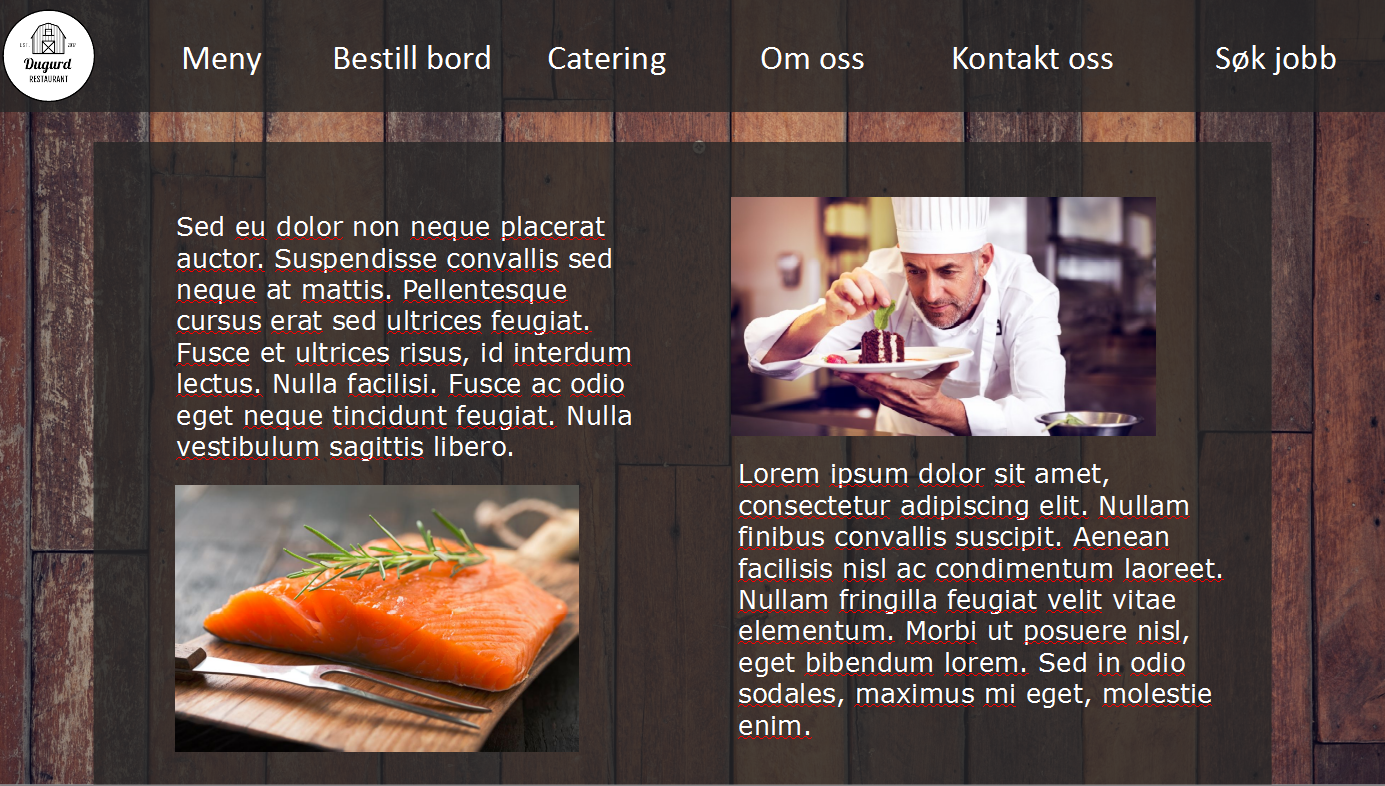 EST. 2017
Dugurd
RESTAURANT
Meny Bestill bord Catering Om oss Kontakt oss Søk jobb
Sed eu dolor non neque placerat
auctor. Suspendisse convallis sed
neque at mattis. Pellentesque
cursus erat sed ultrices feugiat.
Fusce et ultrices risus, id interdum
lectus. Nulla facilisi. Fusce ac odio
eget neque tincidunt feugiat. Nulla
vestibulum sagittis libero.
Lorem ipsum dolor sit amet,
consectetur adipiscing elit. Nullam
finibus convallis suscipit. Aenean
facilisis nisl ac condimentum laoreet.
Nullam fringilla feugiat velit vitae
elementum. Morbi ut posuere nisl,
eget bibendum lorem. Sed in odio
sodales, maximus mi eget, molestie
enim.